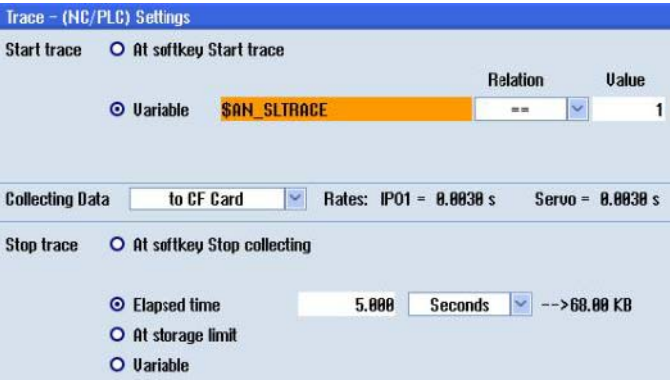 Trace - (NC/PLC) Settings
Start trace At softkey Start trace
Relation Value
Variable $AN_SLTRACE == 1
Collecting Data to CF Card Rates: IPO1 = 0.0030 s Servo = 0.0030 s
Stop trace At softkey Stop collecting
Elapsed time 5.000 Seconds -->68.00 KB
At storage limit
Variable